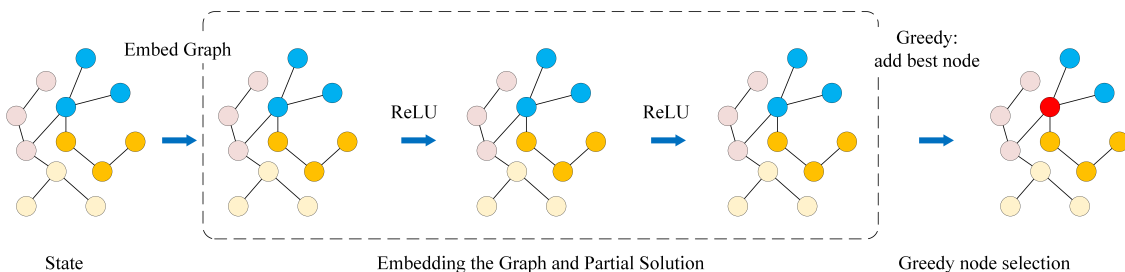 Embed Graph
ReLU
ReLU
Greedy:
add best node
State
Embedding the Graph and Partial Solution
Greedy node selection